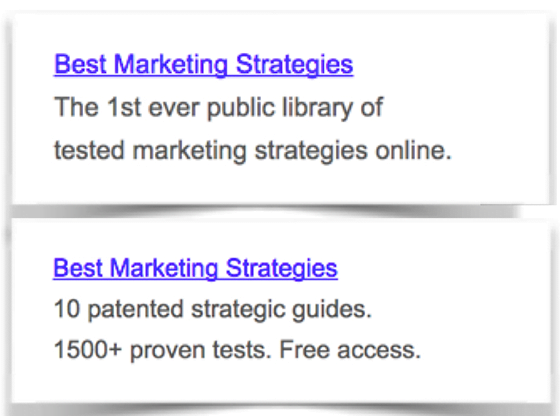 Best Marketing Strategies
The 1st ever public library of
tested marketing strategies online.
Best Marketing Strategies
10 patented strategic guides.
1500+ proven tests. Free access.